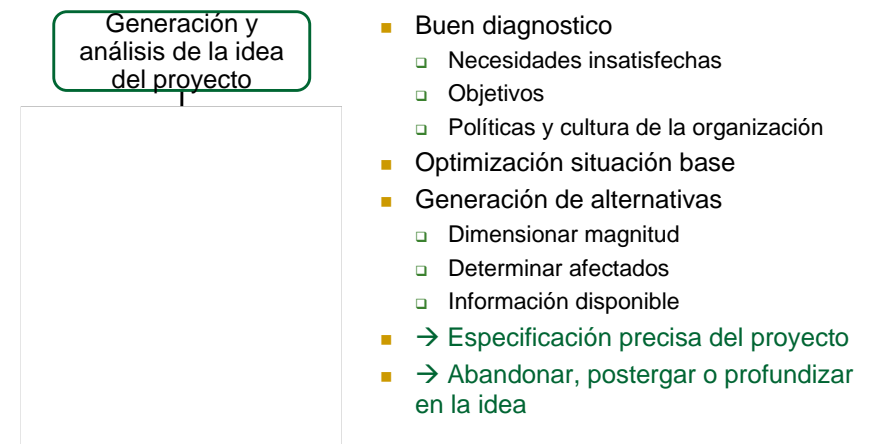 Generación y
análisis de la idea
del proyecto
Buen diagnostico
Necesidades insatisfechas
Objetivos
Políticas y cultura de la organización
Optimización situación base
Generación de alternativas
Dimensionar magnitud
Determinar afectados
Información disponible
→ Especificación precisa del proyecto
→ Abandonar, postergar o profundizar
en la idea